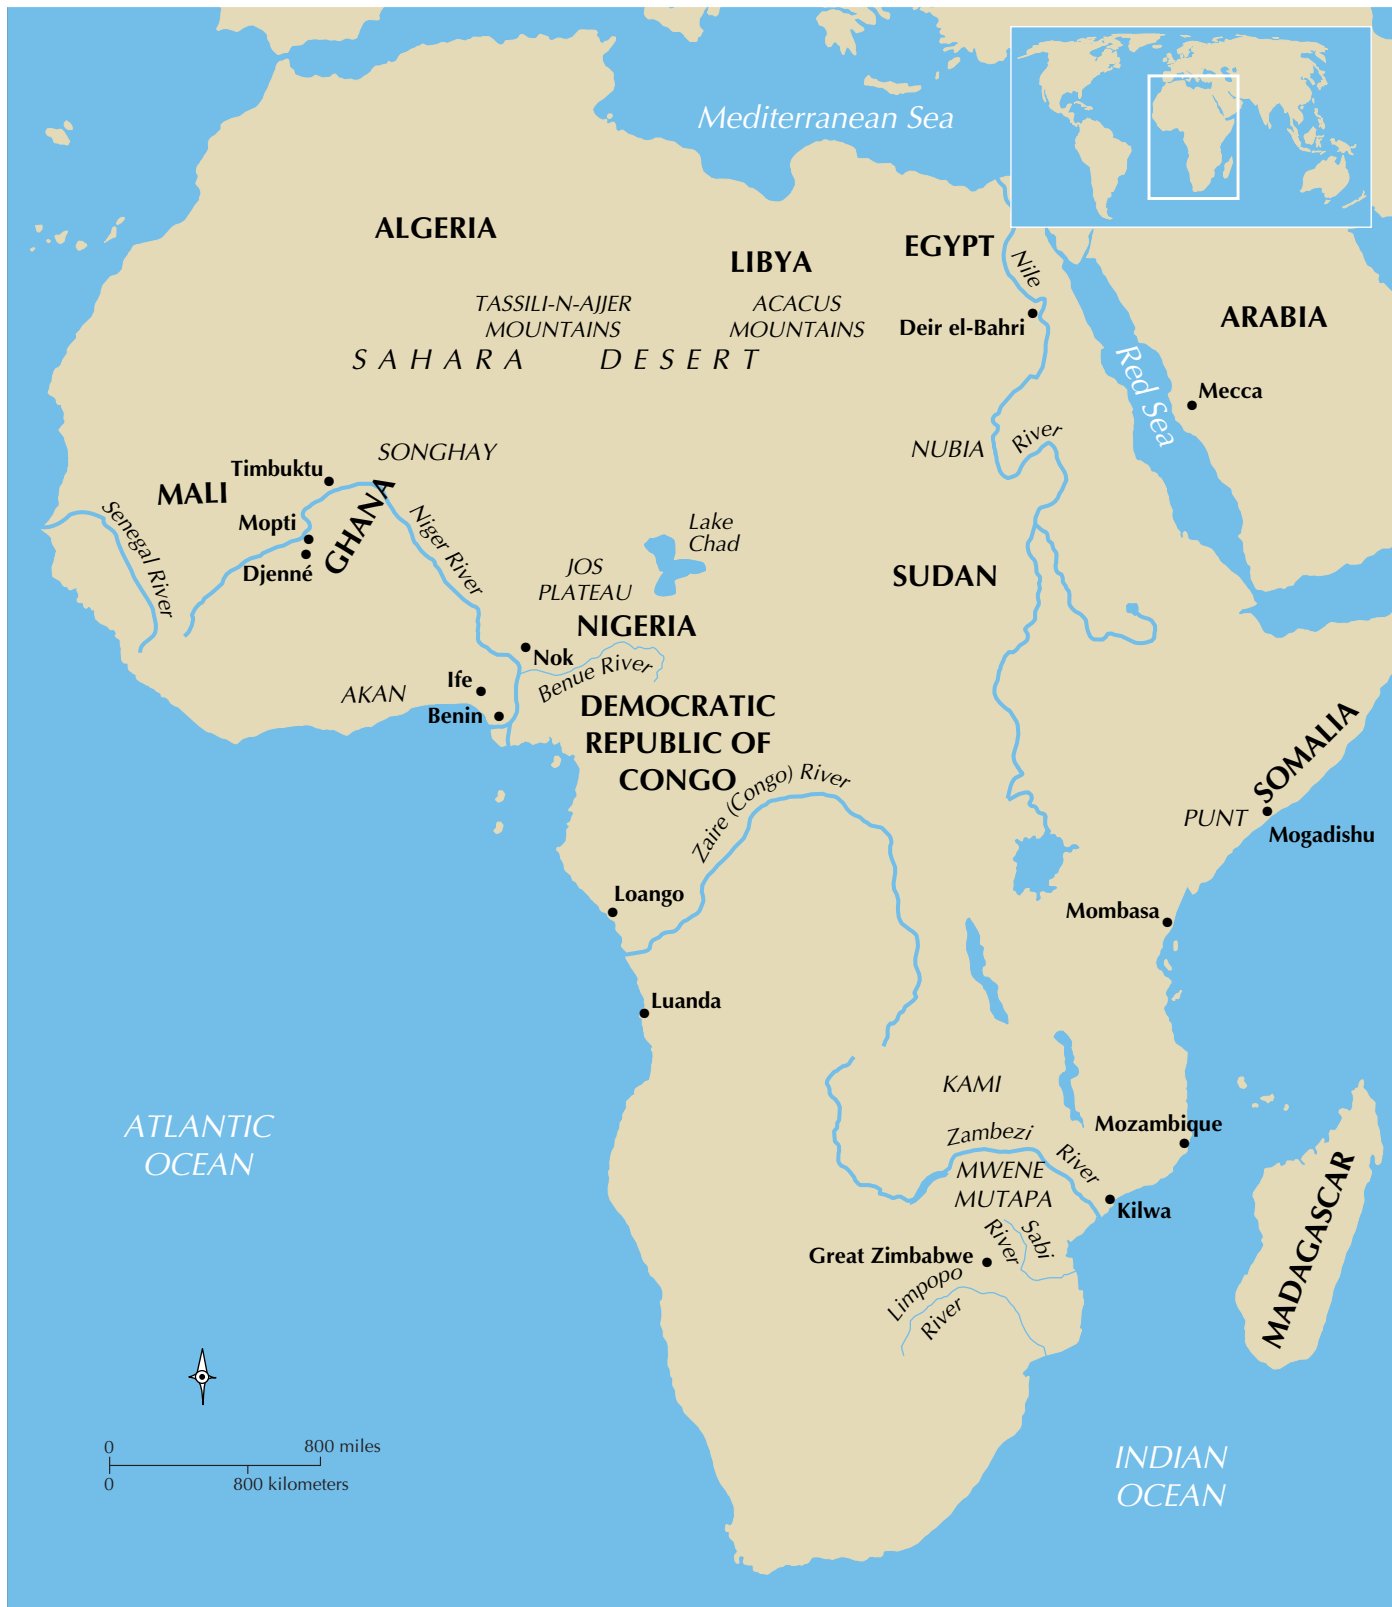 Mediterranean Sea
ALGERIA
LIBYA
EGYPT
Nile
TASSILI-N-AJJER
MOUNTAINS
ACACUS
MOUNTAINS
Deir el-Bahri
ARABIA
SAHARA DESERT
Red Sea
Mecca
NUBIA
River
SONGHAY
Timbuktu
MALI
GHANA
Senegal River
Mopti
Djenné
Niger River
Lake
Chad
JOS
PLATEAU
SUDAN
NIGERIA
Nok
Benue River
Ife
AKAN
Benin
DEMOCRATIC
REPUBLIC OF
CONGO
Zaire (Congo) River
SOMALIA
PUNT
Mogadishu
Loango
Mombasa
Luanda
KAMI
ATLANTIC
OCEAN
Mozambique
Zambezi
River
MWENE
MUTAPA
Kilwa
MADAGASCAR
Sabi
River
Great Zimbabwe
Limpopo
River
0
800 miles
0
800 kilometers
INDIAN
OCEAN